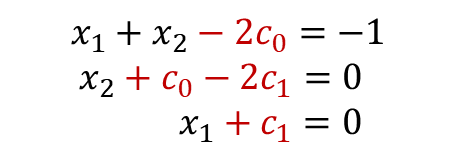 x₁ + x₂ − 2c₀ = −1
x₂ + c₀ − 2c₁ = 0
x₁ + c₁ = 0